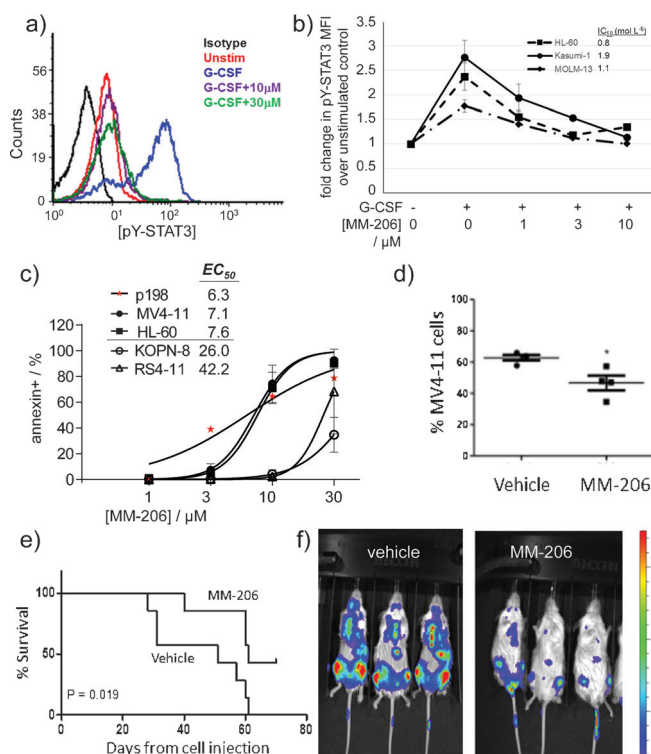 a)
Isotype
Unstim
G-CSF
G-CSF+10μM
G-CSF+30μM
Counts
56
49
38
19
0
10⁰ 10¹ 10² 10³
[pY-STAT3]
b)
fold change in pY-STAT3 MFI
over unstimulated control
3
2.5
2
1.5
1
0.5
0
IC₅₀ (mol L⁻⁶)
HL-60 0.8
Kasumi-1 1.9
MOLM-13 1.1
G-CSF - + + + +
[MM-206] 0 0 1 3 10
/ μM
c)
EC₅₀
p198 6.3
MV4-11 7.1
HL-60 7.6
KOPN-8 26.0
RS4-11 42.2
annexin+ / %
120
100
80
60
40
20
0
1 3 10 30
[MM-206] / μM
d)
% MV4-11 cells
100
80
60
40
20
0
*
Vehicle MM-206
e)
% Survival
100
50
0
MM-206
Vehicle
P = 0.019
0 20 40 60 80
Days from cell injection
f)
vehicle
MM-206